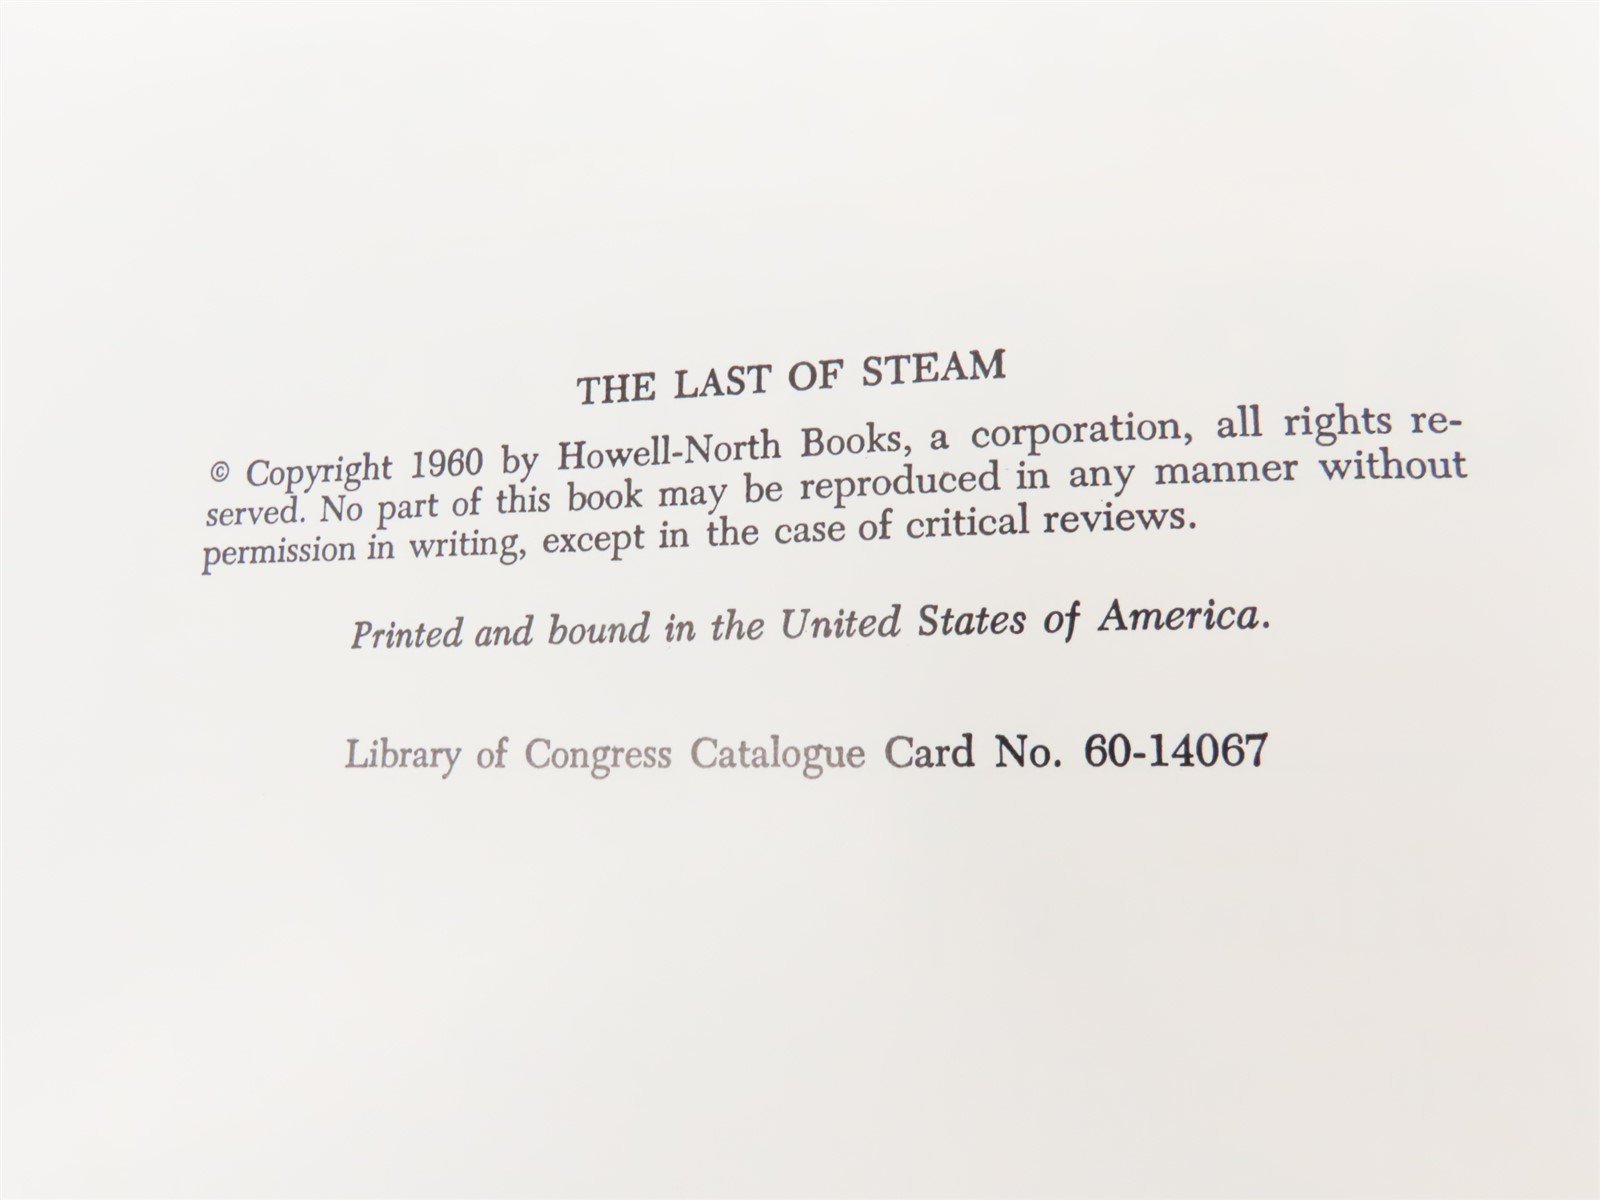 THE LAST OF STEAM
© Copyright 1960 by Howell-North Books, a corporation, all rights re-
served. No part of this book may be reproduced in any manner without
permission in writing, except in the case of critical reviews.
Printed and bound in the United States of America.
Library of Congress Catalogue Card No. 60-14067